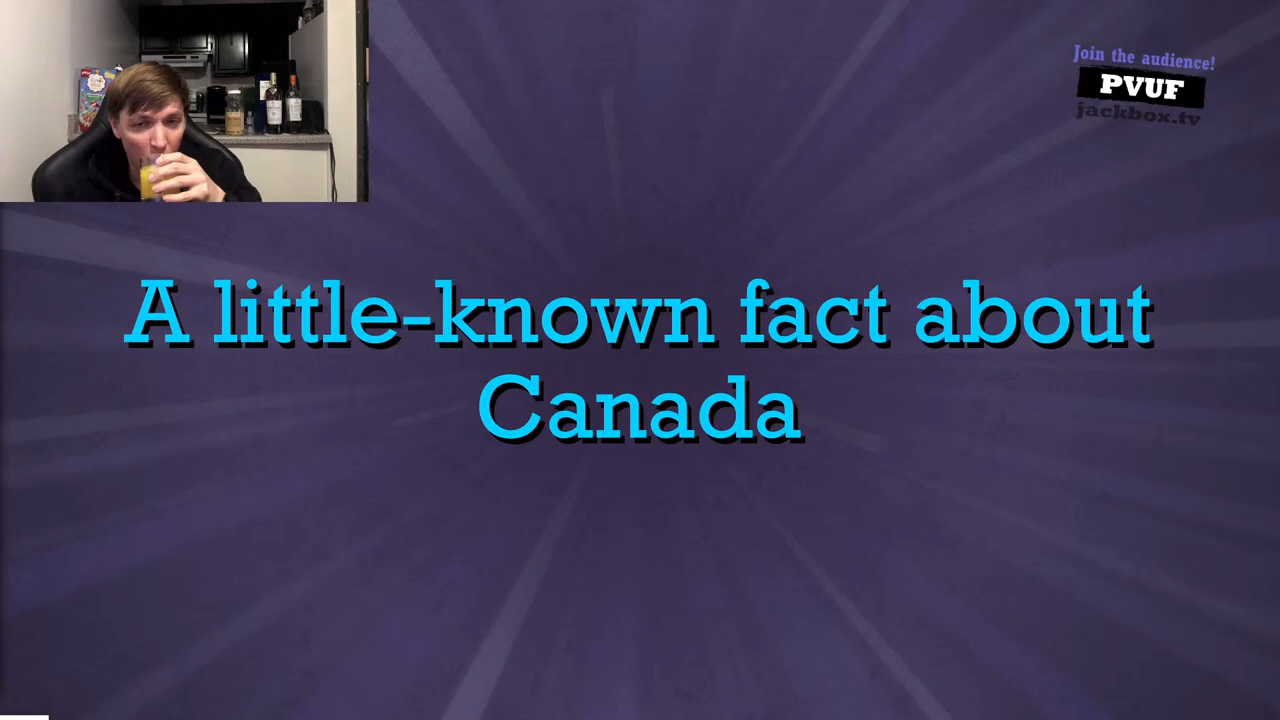 Join the audience!
PVUF
jackbox.tv
A little-known fact about
Canada